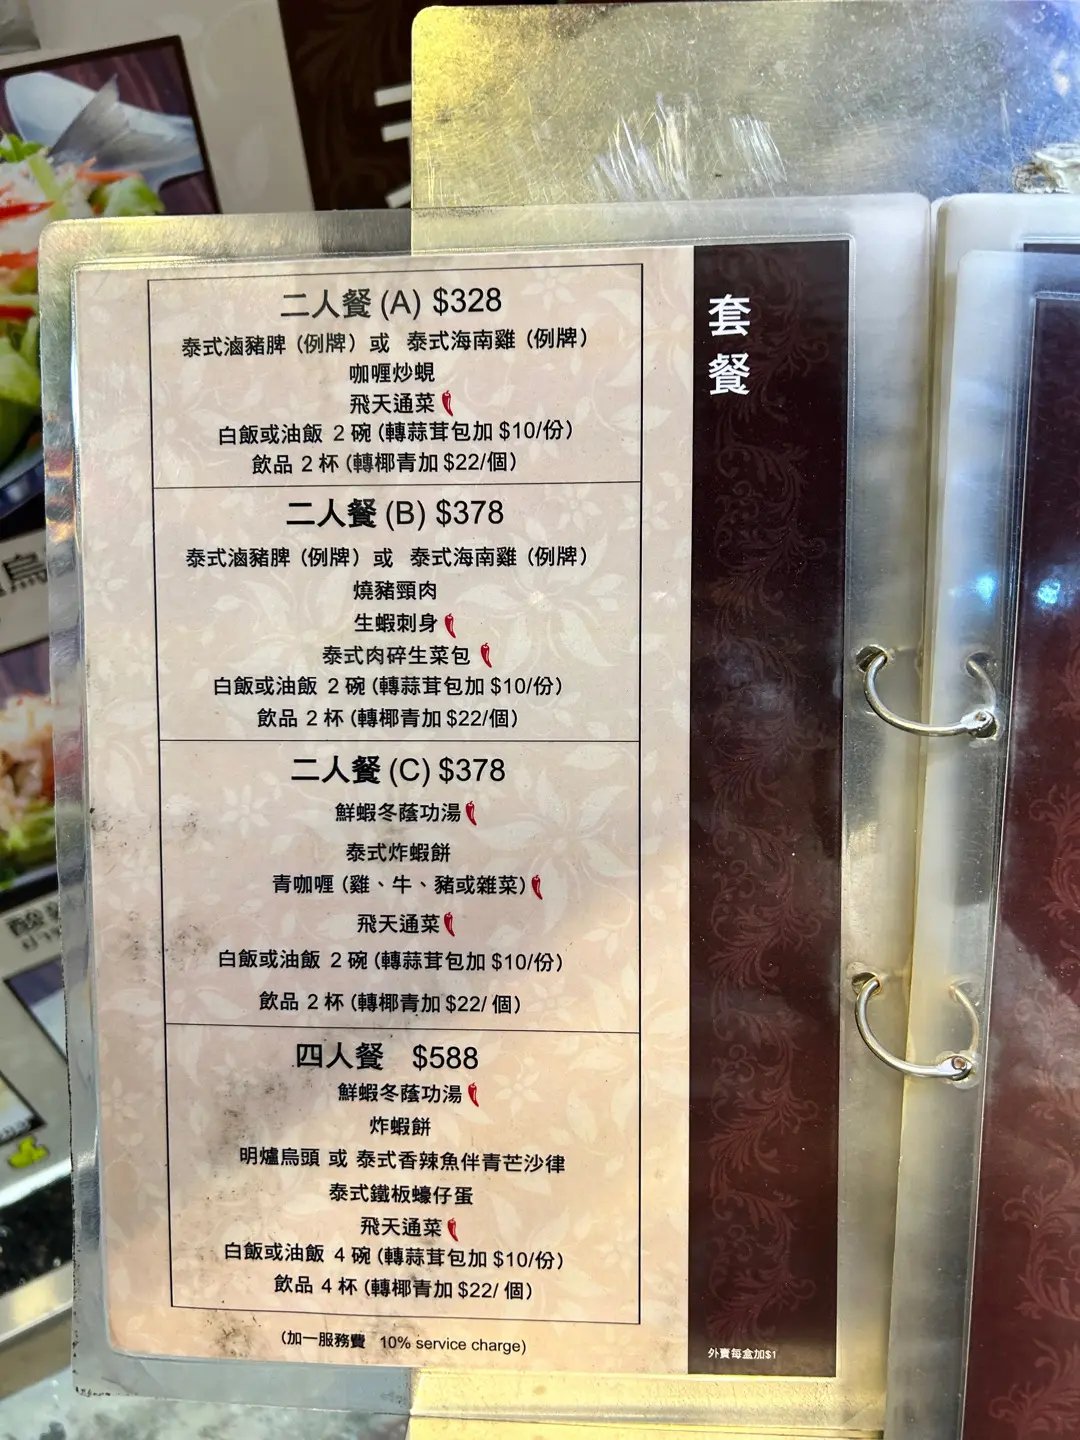 二人餐 (A) $328
泰式滷豬脾（例牌）或 泰式海南雞（例牌）
咖喱炒蜆
飛天通菜
白飯或油飯 2 碗 (轉蒜茸包加 $10/份)
飲品 2 杯 (轉椰青加 $22/個)
二人餐 (B) $378
泰式滷豬脾（例牌）或 泰式海南雞（例牌）
燒豬頸肉
生蝦刺身
泰式肉碎生菜包
白飯或油飯 2 碗 (轉蒜茸包加 $10/份)
飲品 2 杯 (轉椰青加 $22/個)
二人餐 (C) $378
鮮蝦冬蔭功湯
泰式炸蝦餅
青咖喱 (雞、牛、豬或雜菜)
飛天通菜
白飯或油飯 2 碗 (轉蒜茸包加 $10/份)
飲品 2 杯 (轉椰青加 $22/ 個)
四人餐 $588
鮮蝦冬蔭功湯
炸蝦餅
明爐烏頭 或 泰式香辣魚伴青芒沙律
泰式鐵板蠔仔蛋
飛天通菜
白飯或油飯 4 碗 (轉蒜茸包加 $10/份)
飲品 4 杯 (轉椰青加 $22/ 個)
(加一服務費 10% service charge)
套餐
外賣每盒加$1